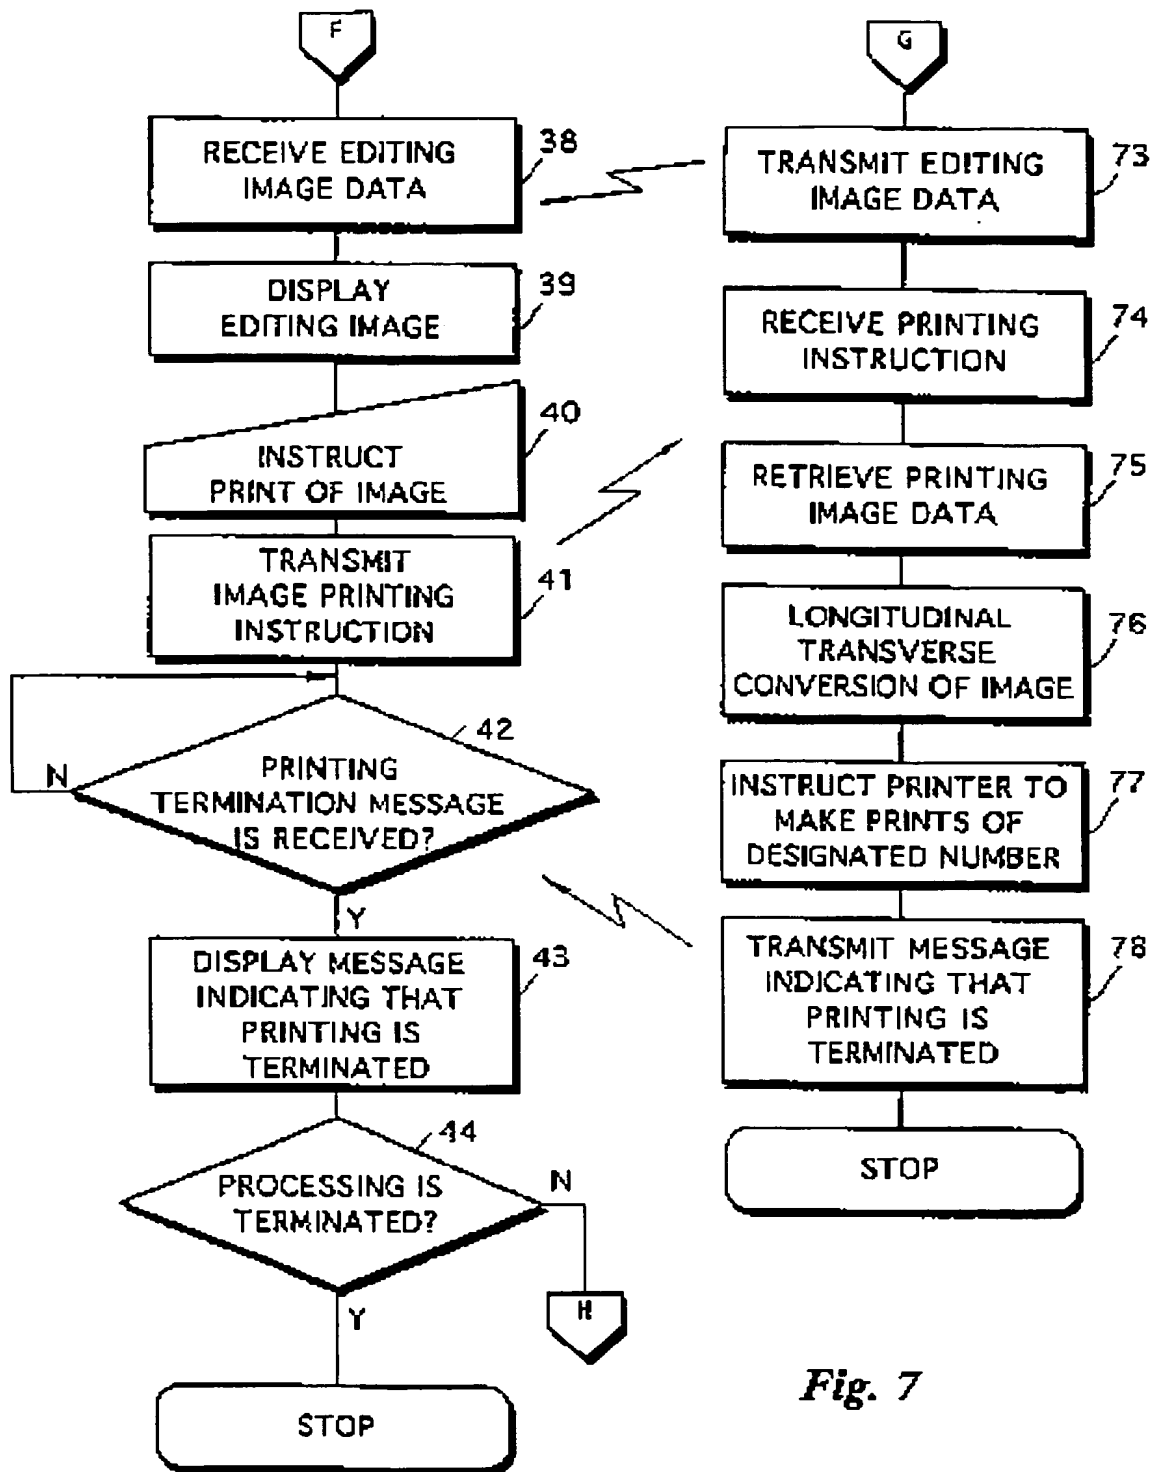 F
RECEIVE EDITING
IMAGE DATA
38
DISPLAY
EDITING IMAGE
39
INSTRUCT
PRINT OF IMAGE
40
TRANSMIT
IMAGE PRINTING
INSTRUCTION
41
PRINTING
TERMINATION MESSAGE
IS RECEIVED?
42
N
Y
DISPLAY MESSAGE
INDICATING THAT
PRINTING IS
TERMINATED
43
PROCESSING IS
TERMINATED?
44
N
H
Y
STOP
G
TRANSMIT EDITING
IMAGE DATA
73
RECEIVE PRINTING
INSTRUCTION
74
RETRIEVE PRINTING
IMAGE DATA
75
LONGITUDINAL
TRANSVERSE
CONVERSION OF IMAGE
76
INSTRUCT PRINTER TO
MAKE PRINTS OF
DESIGNATED NUMBER
77
TRANSMIT MESSAGE
INDICATING THAT
PRINTING IS
TERMINATED
78
STOP
Fig. 7